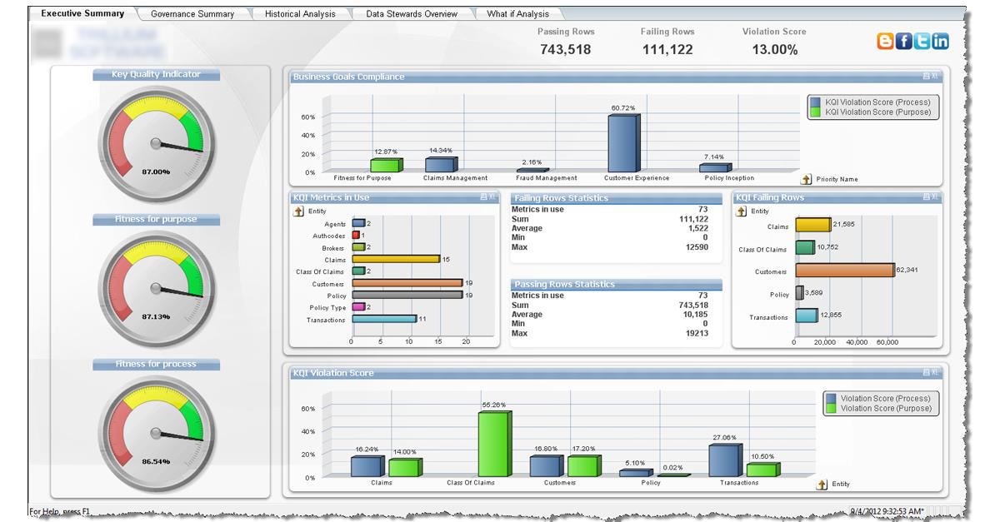 Executive Summary
Governance Summary
Historical Analysis
Data Stewards Overview
What if Analysis
TRILLIUM
SOFTWARE
Passing Rows
743,518
Failing Rows
111,122
Violation Score
13.00%
Key Quality Indicator
87.00%
Fitness for purpose
87.13%
Fitness for process
86.54%
Business Goals Compliance
XL
60%
40%
20%
0%
12.87%
14.34%
2.16%
60.72%
7.14%
Fitness for Purpose
Claims Management
Fraud Management
Customer Experience
Policy Inception
KQI Violation Score (Process)
KQI Violation Score (Purpose)
Priority Name
KQI Metrics in Use
XL
Entity
Agents 2
Authcodes 1
Brokers 2
Claims 15
Class Of Claims 2
Customers 19
Policy 19
Policy Type 2
Transactions 11
0 5 10 15 20
Failing Rows Statistics
Metrics in use 73
Sum 111,122
Average 1,522
Min 0
Max 12590
Passing Rows Statistics
Metrics in use 73
Sum 743,518
Average 10,185
Min 0
Max 19213
KQI Failing Rows
XL
Entity
Claims 21,585
Class Of Claims 10,752
Customers 62,341
Policy 3,589
Transactions 12,855
0 20,000 40,000 60,000
KQI Violation Score
XL
60%
40%
20%
0%
16.24%
14.00%
55.26%
16.80%
17.20%
5.10%
0.02%
27.06%
10.50%
Claims
Class Of Claims
Customers
Policy
Transactions
Violation Score (Process)
Violation Score (Purpose)
Entity
For Help, press F1
9/4/2012 9:32:53 AM*